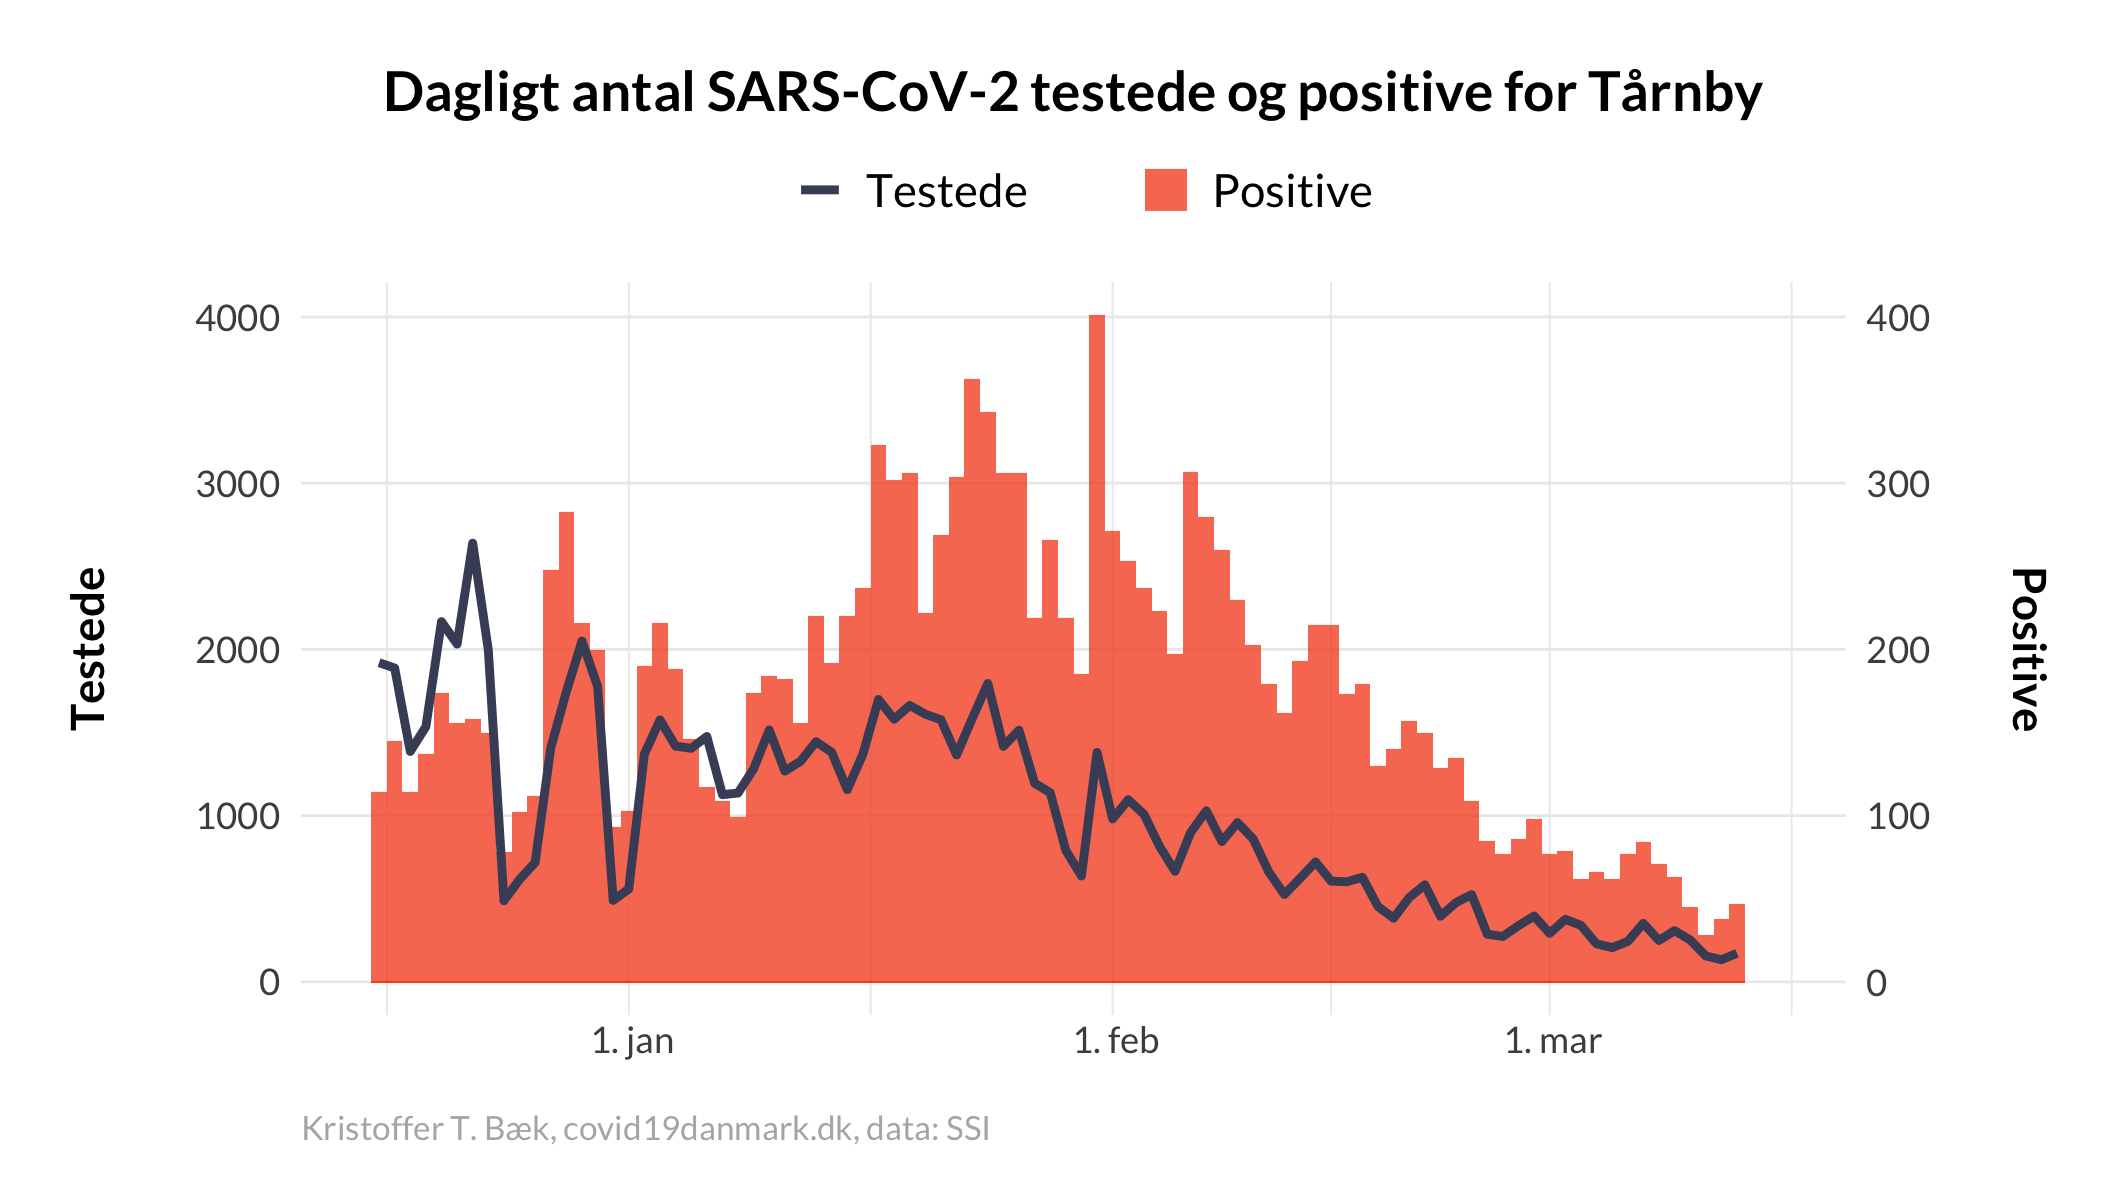 Dagligt antal SARS-CoV-2 testede og positive for Tårnby
Testede
Positive
4000
3000
2000
1000
0
400
300
200
100
0
Testede
Positive
1. jan
1. feb
1. mar
Kristoffer T. Bæk, covid19danmark.dk, data: SSI